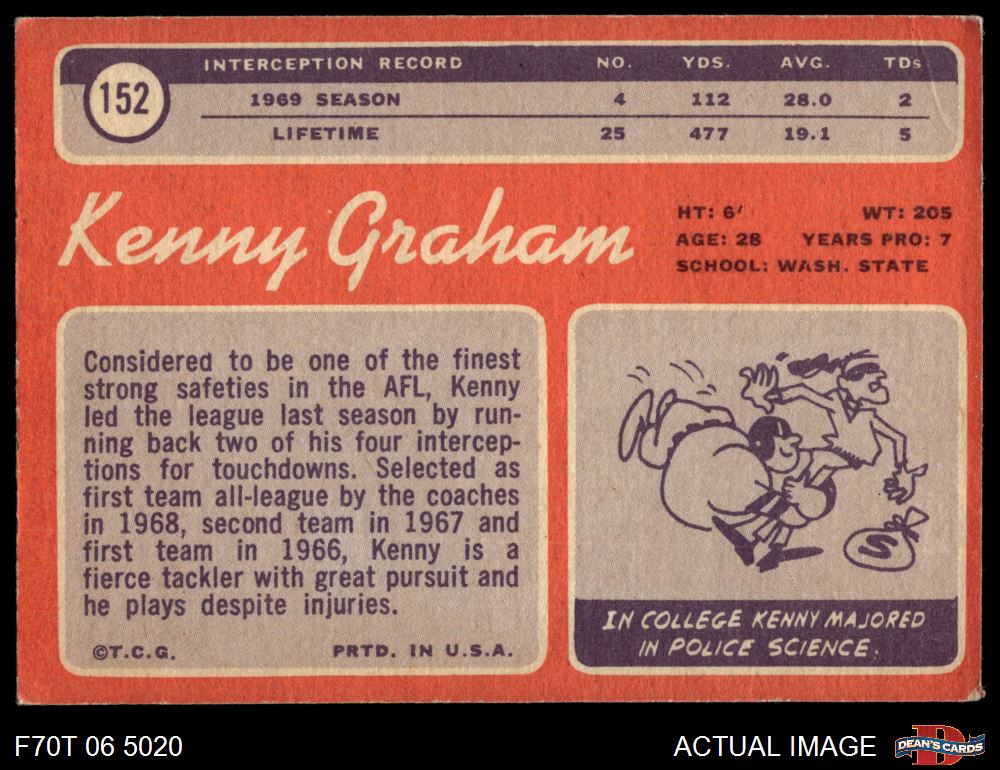 152
INTERCEPTION RECORD NO. YDS. AVG. TDs
1969 SEASON 4 112 28.0 2
LIFETIME 25 477 19.1 5
Kenny Graham
HT: 6' WT: 205
AGE: 28 YEARS PRO: 7
SCHOOL: WASH. STATE
Considered to be one of the finest
strong safeties in the AFL, Kenny
led the league last season by run-
ning back two of his four intercep-
tions for touchdowns. Selected as
first team all-league by the coaches
in 1968, second team in 1967 and
first team in 1966, Kenny is a
fierce tackler with great pursuit and
he plays despite injuries.
©T.C.G. PRTD. IN U.S.A.
S
IN COLLEGE KENNY MAJORED
IN POLICE SCIENCE.
F70T 06 5020
ACTUAL IMAGE
D
DEAN'S CARDS